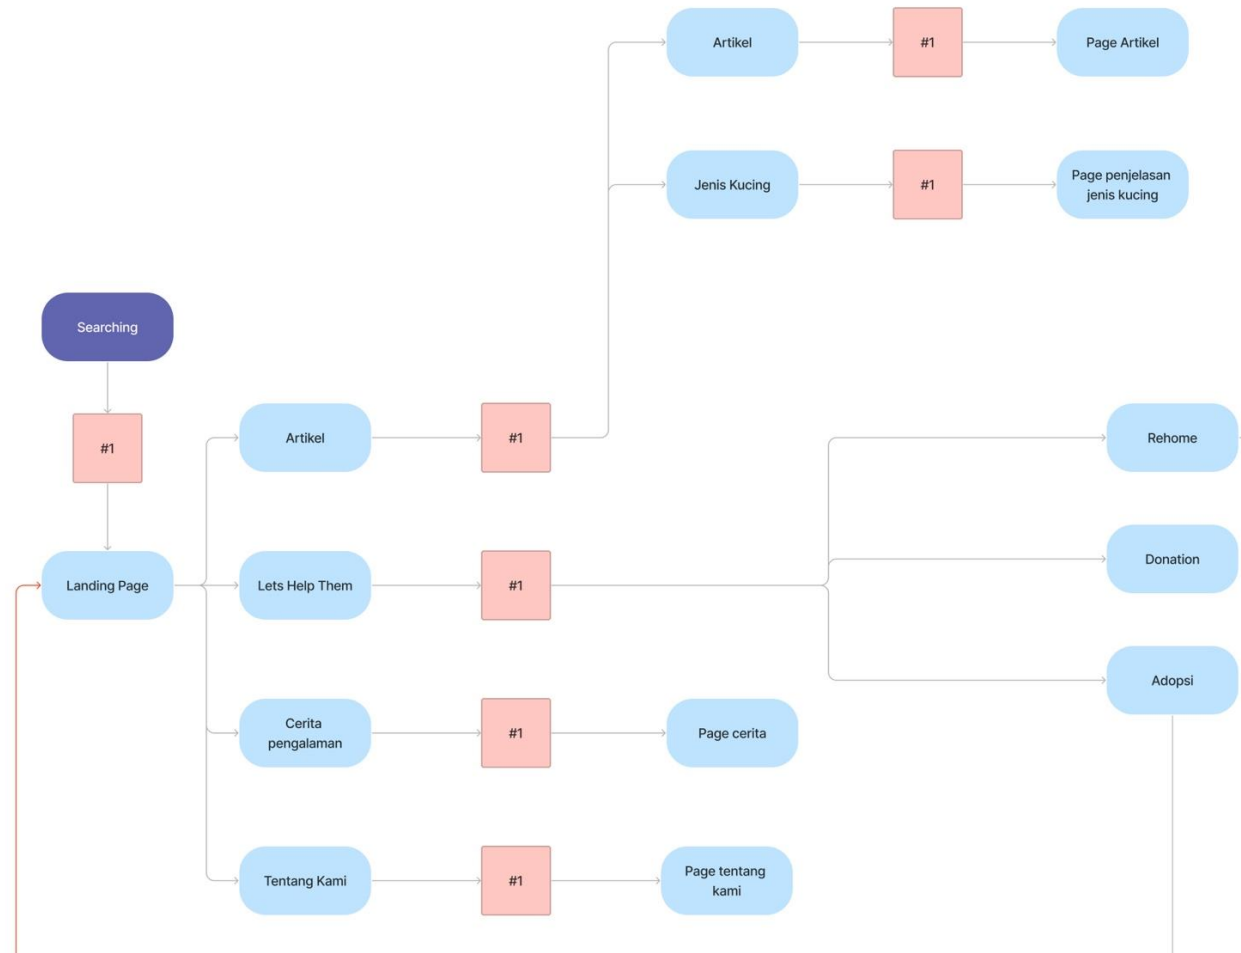 Artikel
#1
Page Artikel
Jenis Kucing
#1
Page penjelasan
jenis kucing
Searching
#1
Artikel
#1
Rehome
Donation
Landing Page
Lets Help Them
#1
Adopsi
Cerita
pengalaman
#1
Page cerita
Tentang Kami
#1
Page tentang
kami